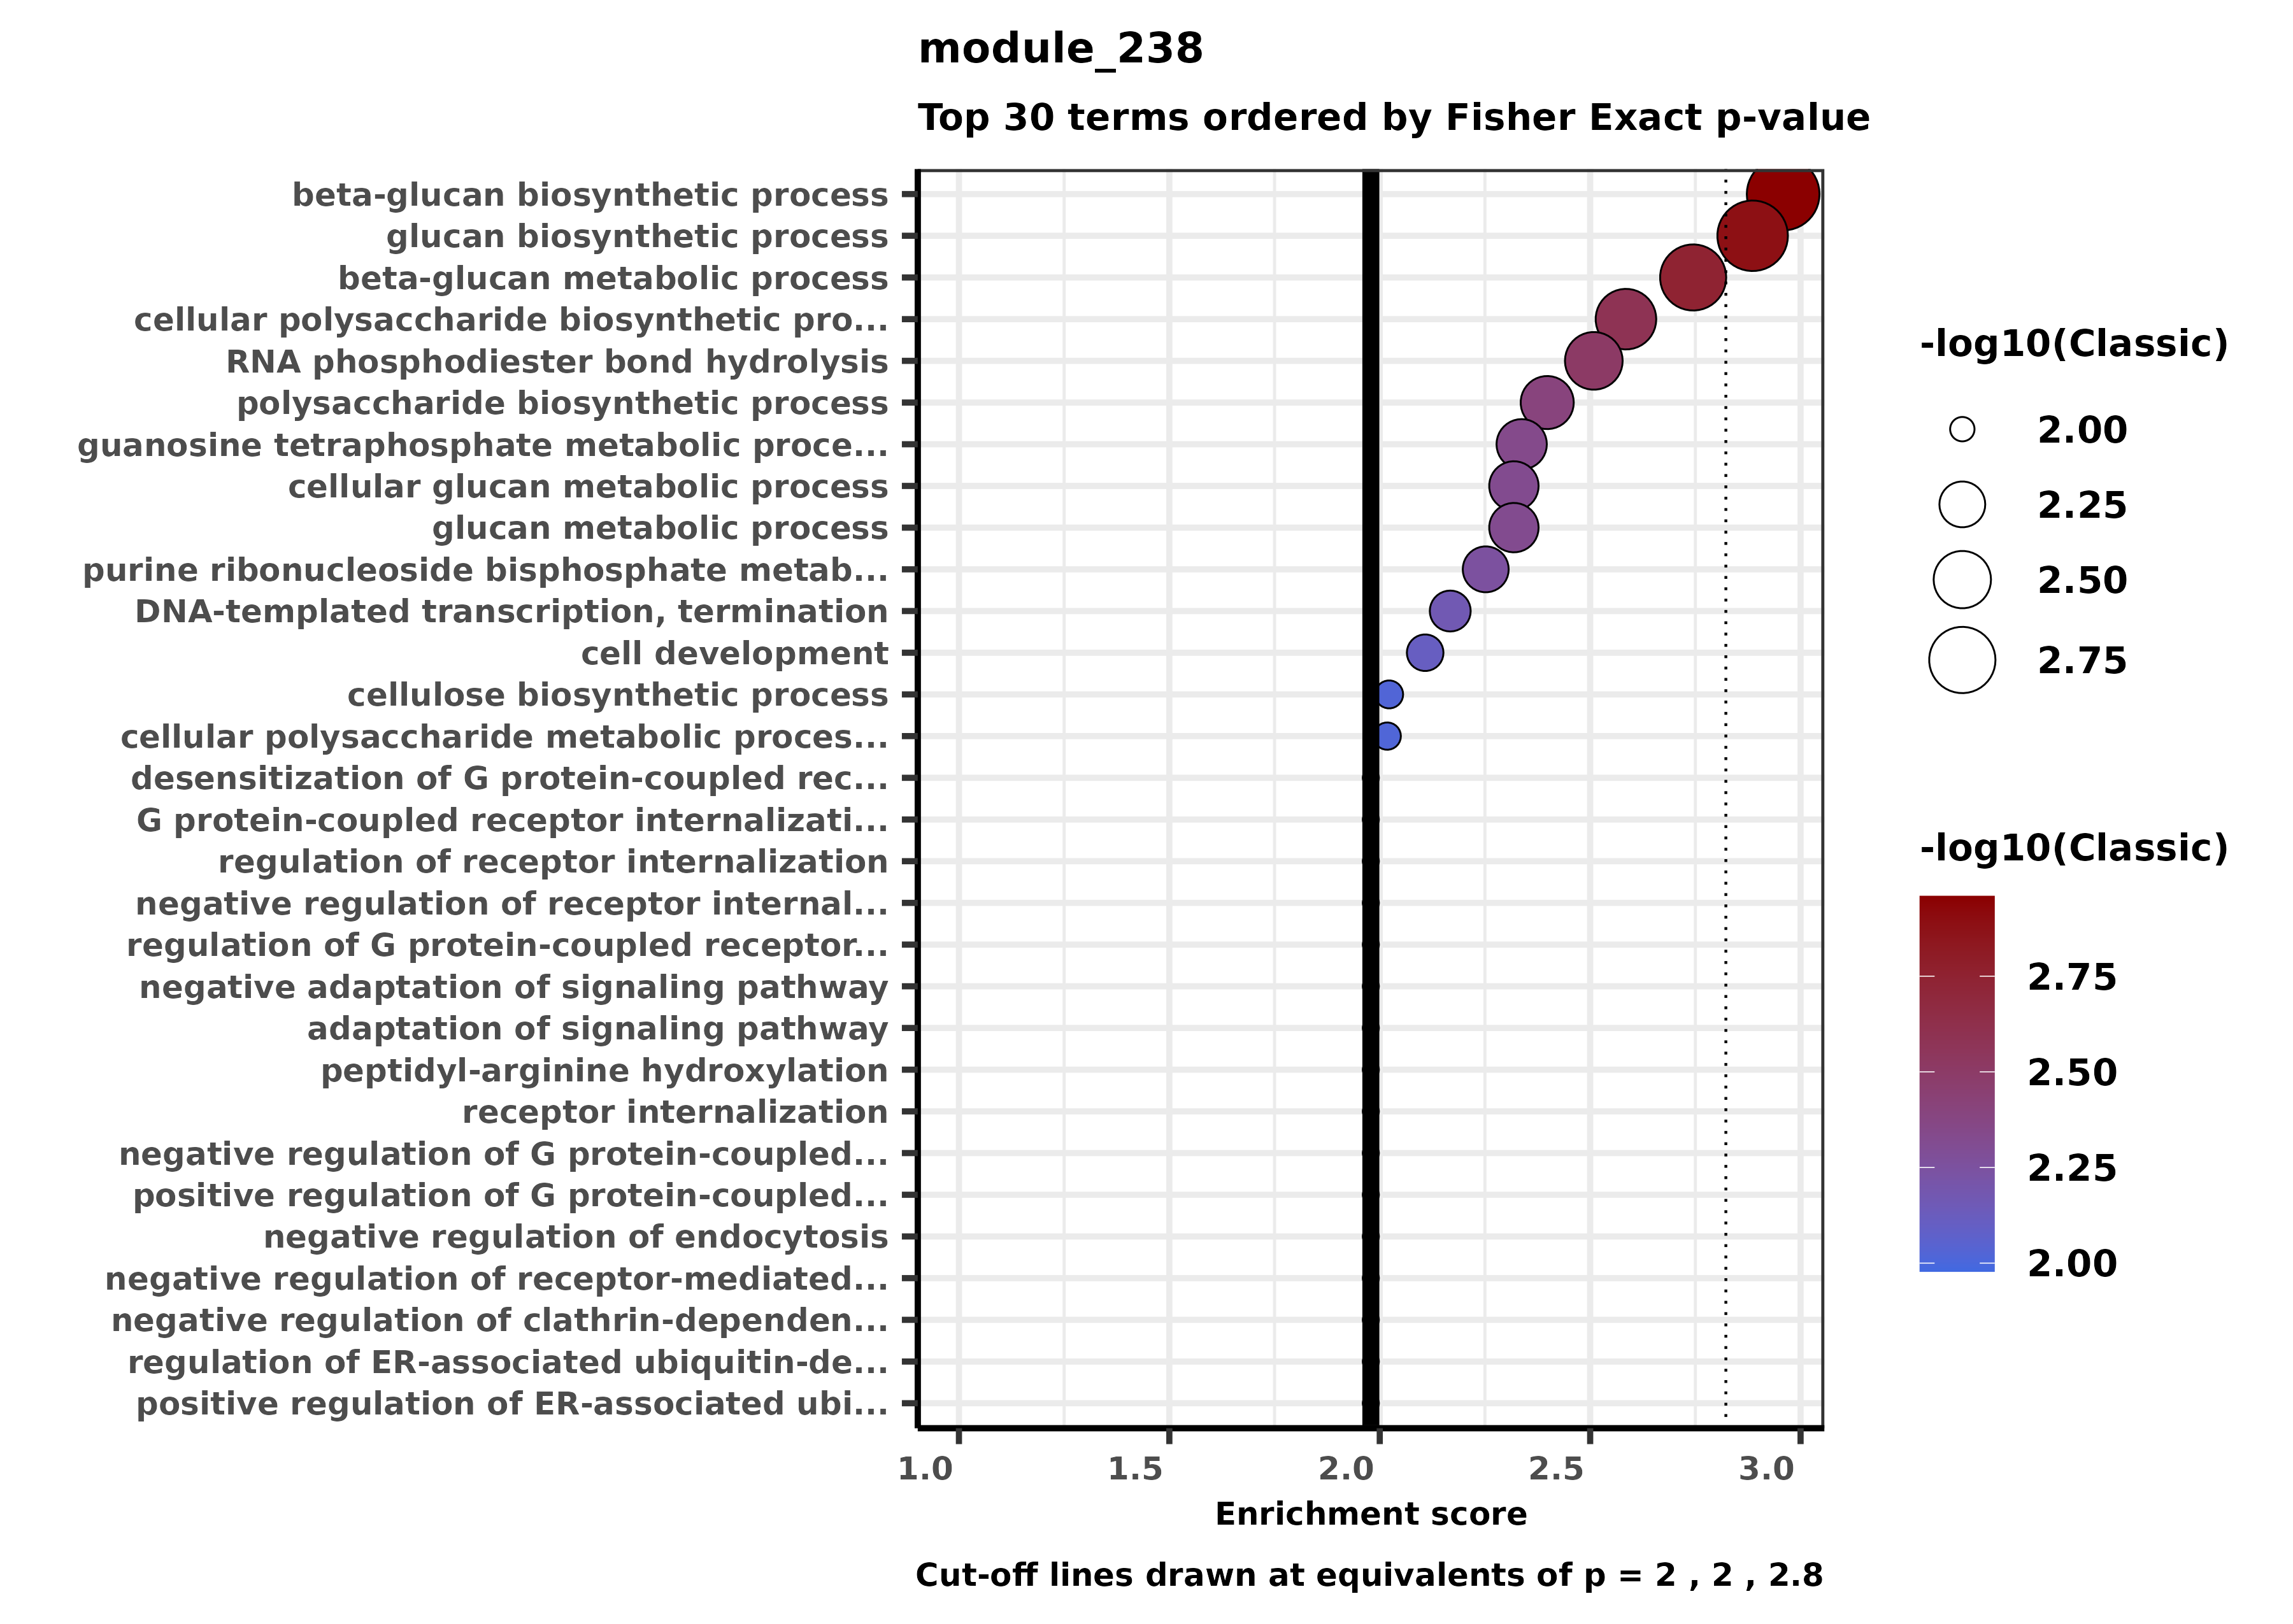 module_238
Top 30 terms ordered by Fisher Exact p-value
beta-glucan biosynthetic process
glucan biosynthetic process
beta-glucan metabolic process
cellular polysaccharide biosynthetic pro...
RNA phosphodiester bond hydrolysis
polysaccharide biosynthetic process
guanosine tetraphosphate metabolic proce...
cellular glucan metabolic process
glucan metabolic process
purine ribonucleoside bisphosphate metab...
DNA-templated transcription, termination
cell development
cellulose biosynthetic process
cellular polysaccharide metabolic proces...
desensitization of G protein-coupled rec...
G protein-coupled receptor internalizati...
regulation of receptor internalization
negative regulation of receptor internal...
regulation of G protein-coupled receptor...
negative adaptation of signaling pathway
adaptation of signaling pathway
peptidyl-arginine hydroxylation
receptor internalization
negative regulation of G protein-coupled...
positive regulation of G protein-coupled...
negative regulation of endocytosis
negative regulation of receptor-mediated...
negative regulation of clathrin-dependen...
regulation of ER-associated ubiquitin-de...
positive regulation of ER-associated ubi...
1.0 1.5 2.0 2.5 3.0
Enrichment score
Cut-off lines drawn at equivalents of p = 2 , 2 , 2.8
-log10(Classic)
2.00
2.25
2.50
2.75
-log10(Classic)
2.75
2.50
2.25
2.00